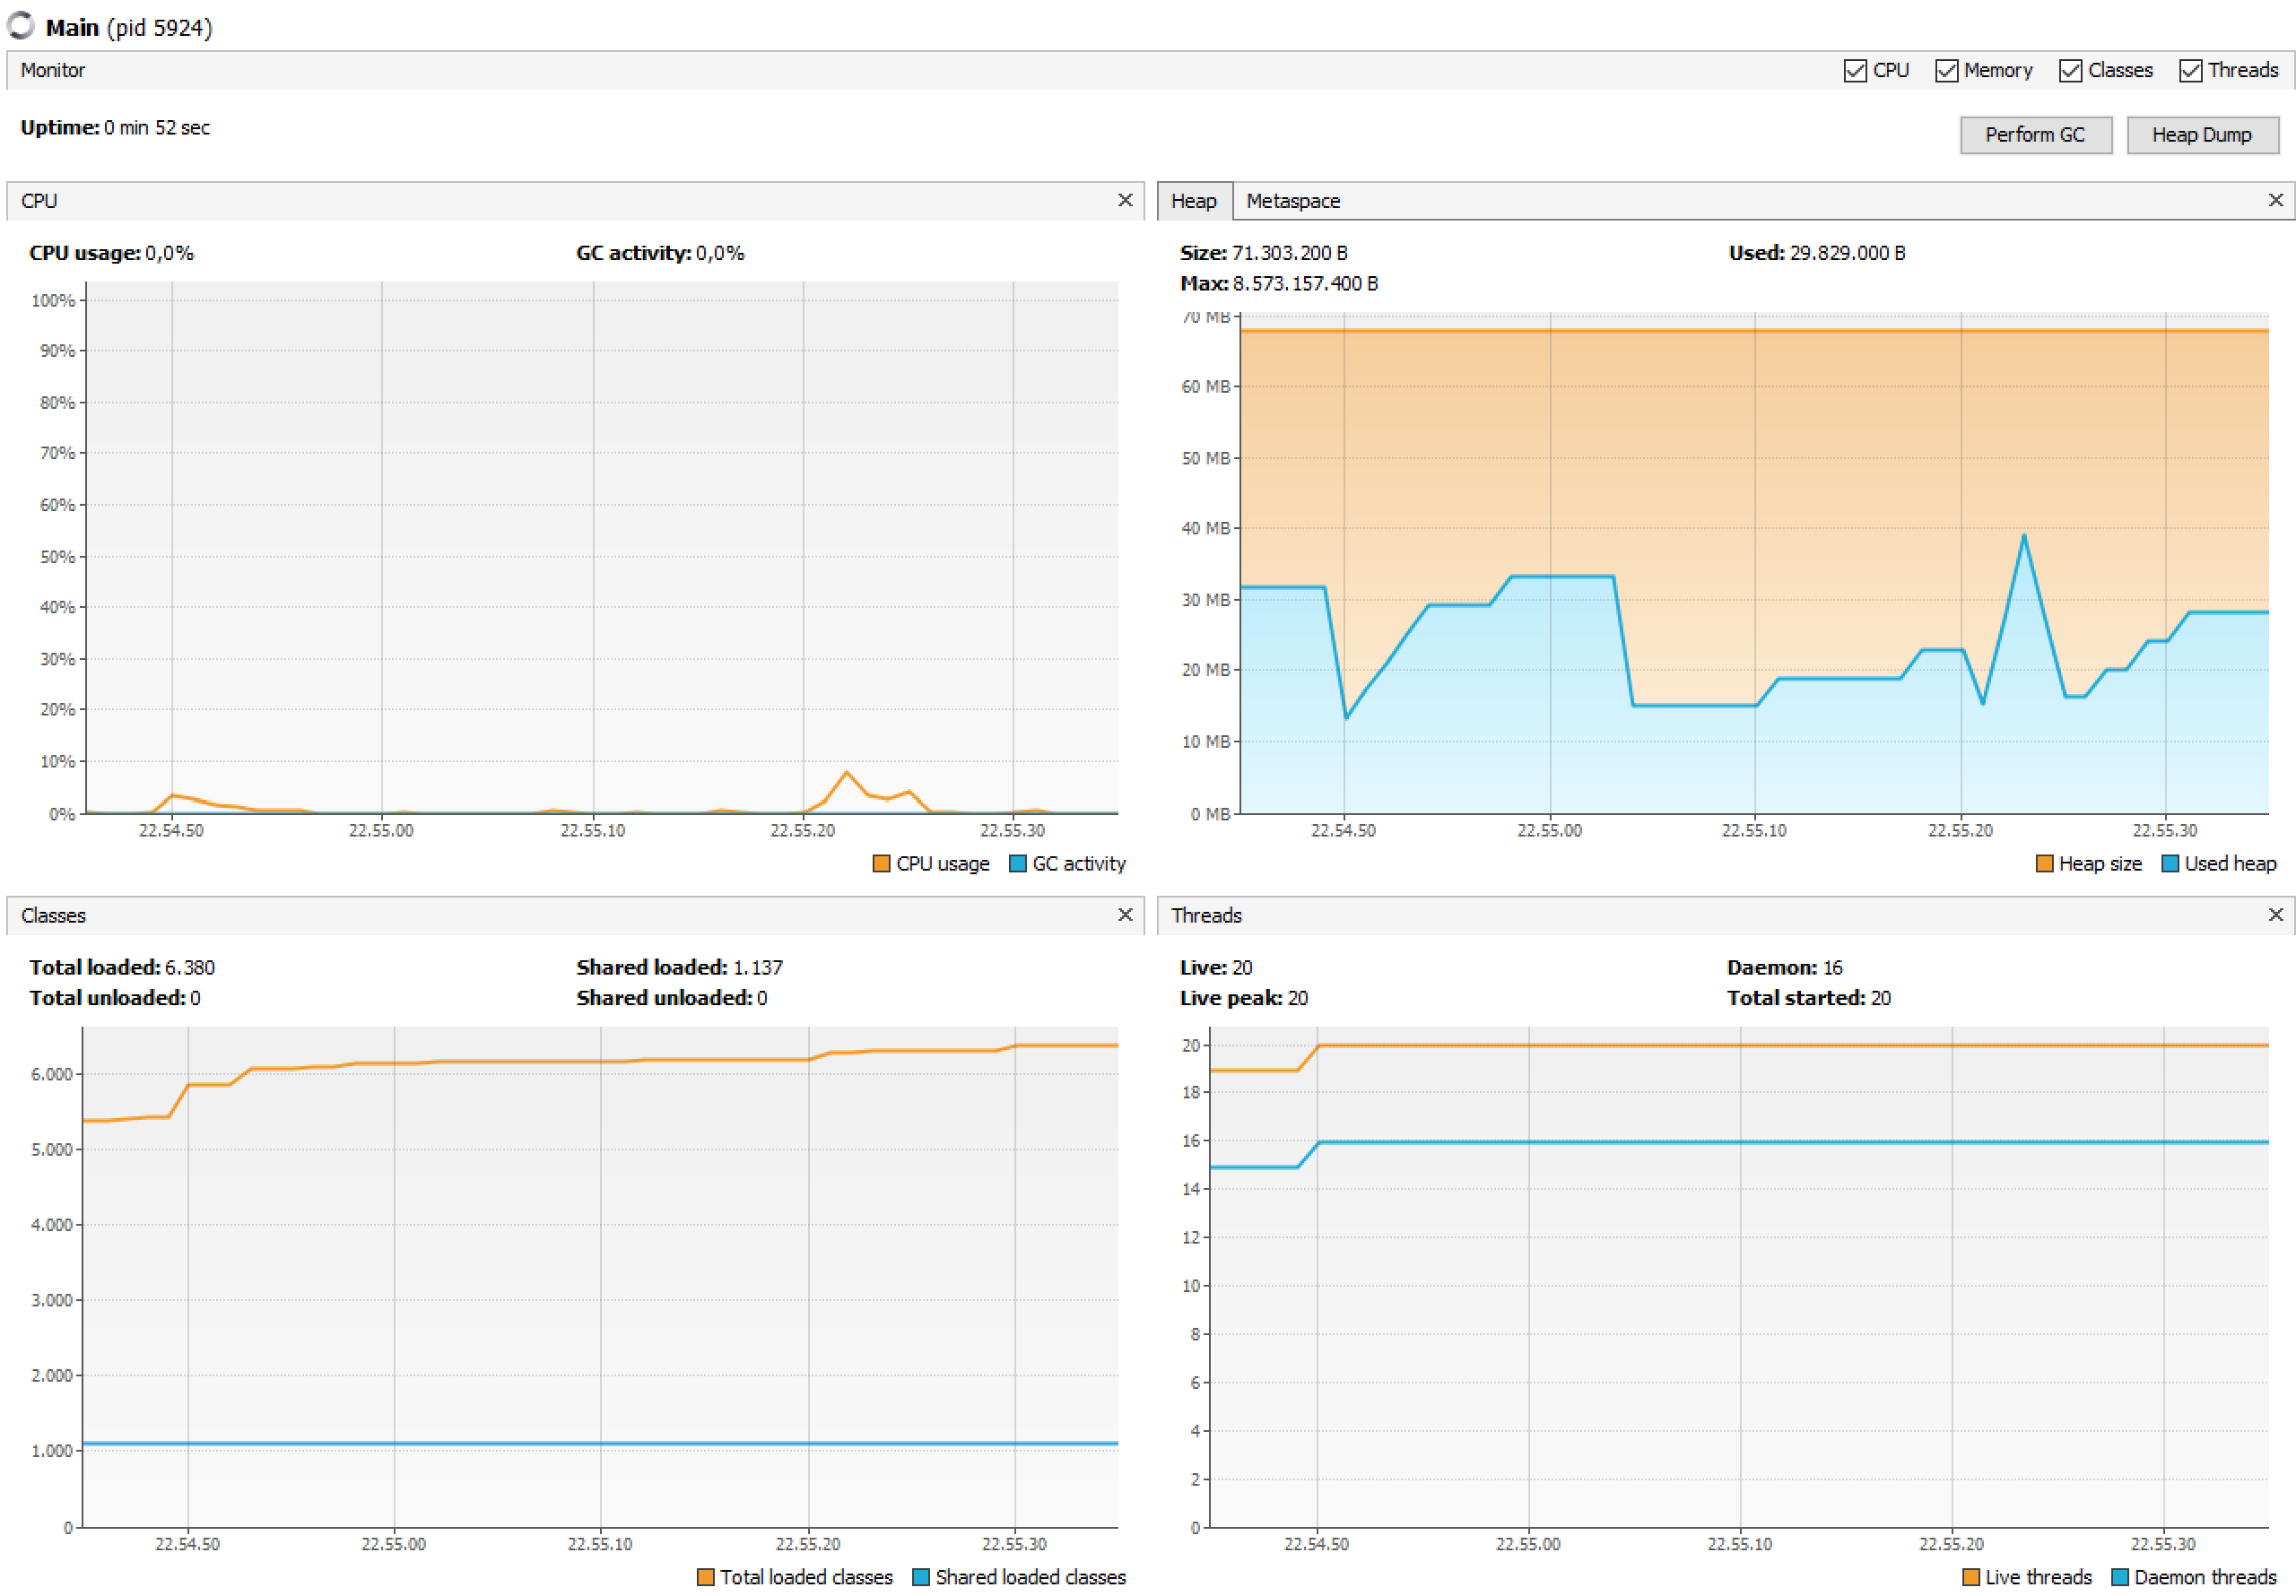 Main (pid 5924)
Monitor
CPU Memory Classes Threads
Uptime: 0 min 52 sec
Perform GC
Heap Dump
CPU
CPU usage: 0,0% GC activity: 0,0%
100%
90%
80%
70%
60%
50%
40%
30%
20%
10%
0%
22.54.50 22.55.00 22.55.10 22.55.20 22.55.30
CPU usage GC activity
Heap Metaspace
Size: 71.303.200 B Used: 29.829.000 B
Max: 8.573.157.400 B
70 MB
60 MB
50 MB
40 MB
30 MB
20 MB
10 MB
0 MB
22.54.50 22.55.00 22.55.10 22.55.20 22.55.30
Heap size Used heap
Classes
Total loaded: 6.380 Shared loaded: 1.137
Total unloaded: 0 Shared unloaded: 0
6.000
5.000
4.000
3.000
2.000
1.000
0
22.54.50 22.55.00 22.55.10 22.55.20 22.55.30
Total loaded classes Shared loaded classes
Threads
Live: 20 Daemon: 16
Live peak: 20 Total started: 20
20
18
16
14
12
10
8
6
4
2
0
22.54.50 22.55.00 22.55.10 22.55.20 22.55.30
Live threads Daemon threads